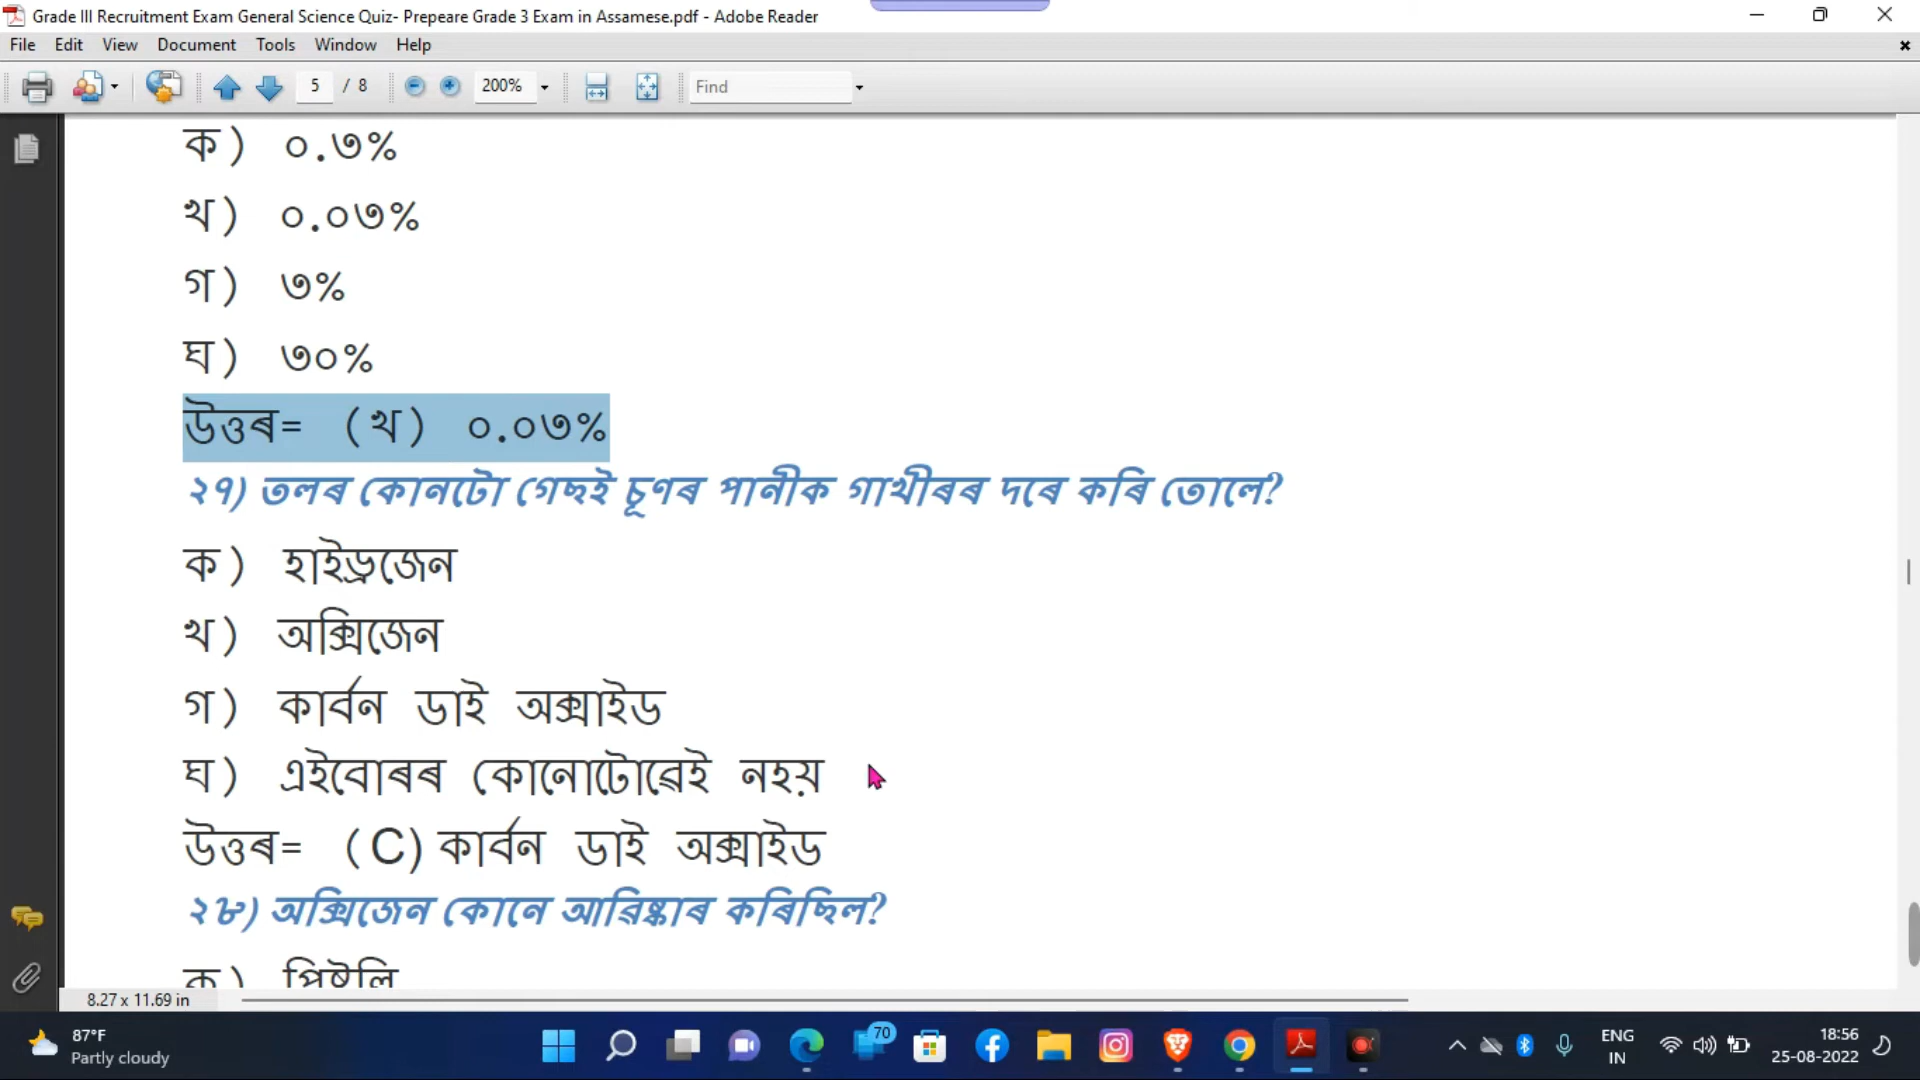 Grade III Recruitment Exam General Science Quiz- Prepeare Grade 3 Exam in Assamese.pdf - Adobe Reader
File Edit View Document Tools Window Help
5 / 8 200% Find
ক) ০.৩%
খ) ০.০৩%
গ) ৩%
ঘ) ৩০%
উত্তৰ= (খ) ০.০৩%
২৭) তলৰ কোনটো গেছই চূণৰ পানীক গাখীৰৰ দৰে কৰি তোলে?
ক) হাইড্ৰজেন
খ) অক্সিজেন
গ) কাৰ্বন ডাই অক্সাইড
ঘ) এইবোৰৰ কোনোটোৱেই নহয়
উত্তৰ= (C) কাৰ্বন ডাই অক্সাইড
২৮) অক্সিজেন কোনে আৱিষ্কাৰ কৰিছিল?
ক) পিষ্টলি
8.27 x 11.69 in
87°F
Partly cloudy
70
ENG
IN
18:56
25-08-2022